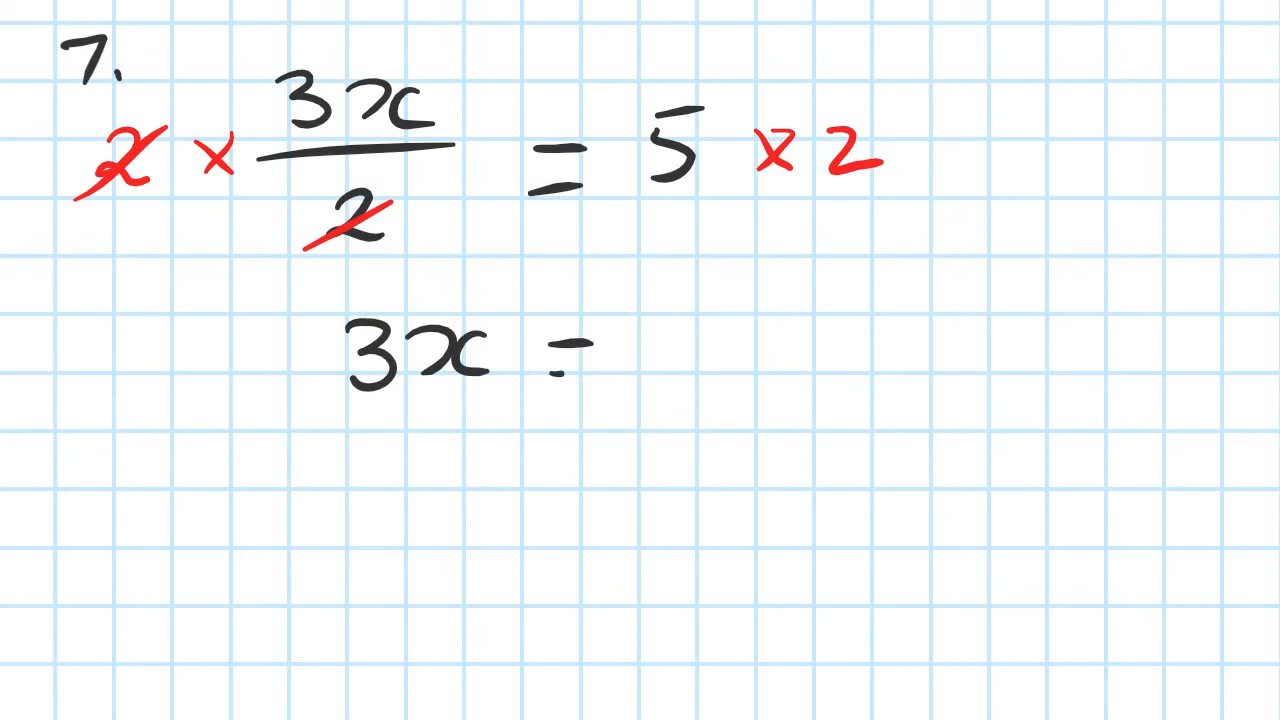 7.
2 × 3x/2 = 5 × 2
3x =